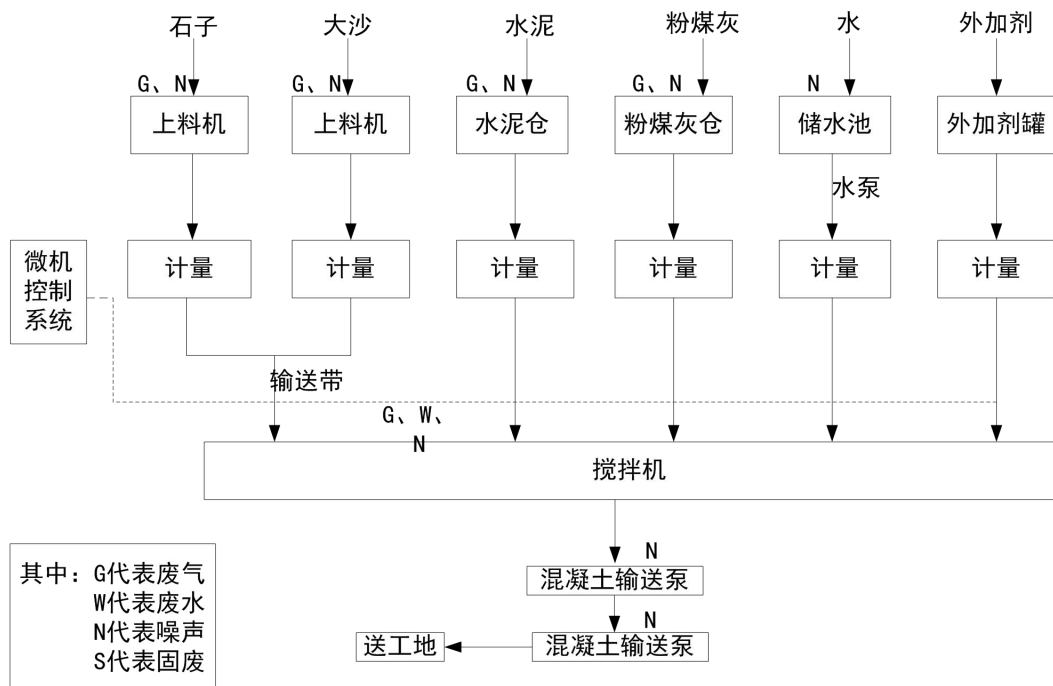 石子
大沙
水泥
粉煤灰
水
外加剂
G、N
G、N
G、N
G、N
N
上料机
上料机
水泥仓
粉煤灰仓
储水池
外加剂罐
水泵
微机
控制
系统
计量
计量
计量
计量
计量
计量
输送带
G、W、
N
搅拌机
N
混凝土输送泵
N
送工地
混凝土输送泵
其中：G代表废气
W代表废水
N代表噪声
S代表固废